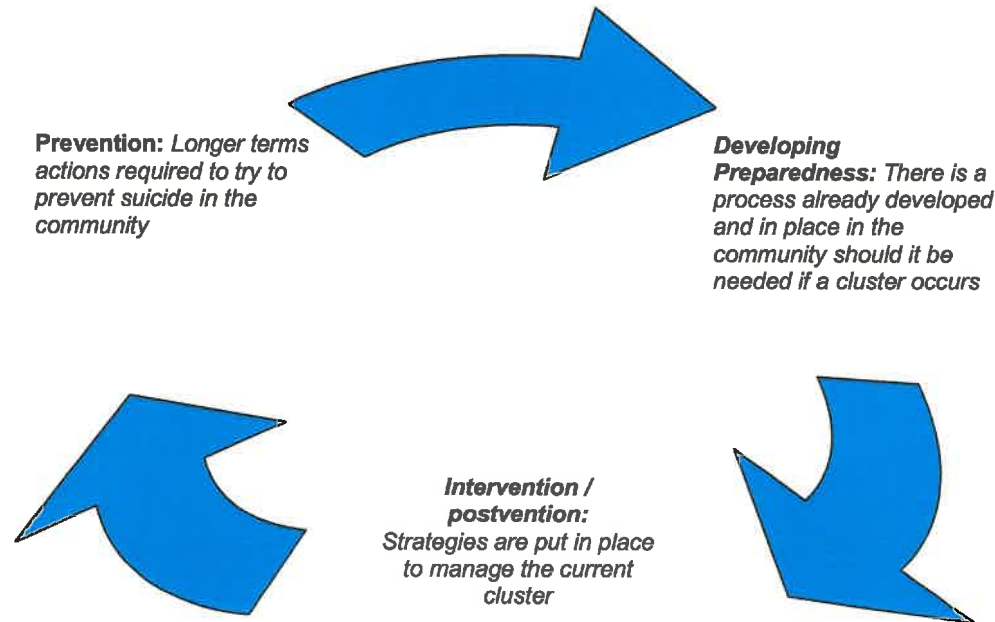 Prevention: Longer terms
actions required to try to
prevent suicide in the
community
Developing
Preparedness: There is a
process already developed
and in place in the
community should it be
needed if a cluster occurs
Intervention /
postvention:
Strategies are put in place
to manage the current
cluster